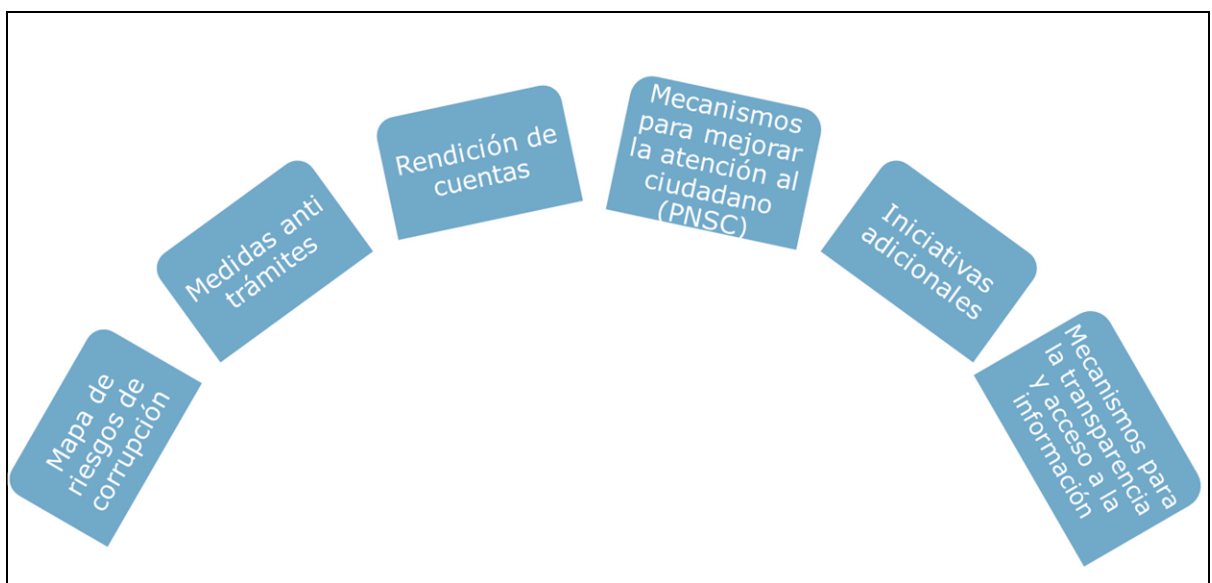 Mapa de
riesgos de
corrupción
Medidas anti
trámites
Rendición de
cuentas
Mecanismos
para mejorar
la atención al
ciudadano
(PNSC)
Iniciativas
adicionales
Mecanismos para
la transparencia
y acceso a la
información